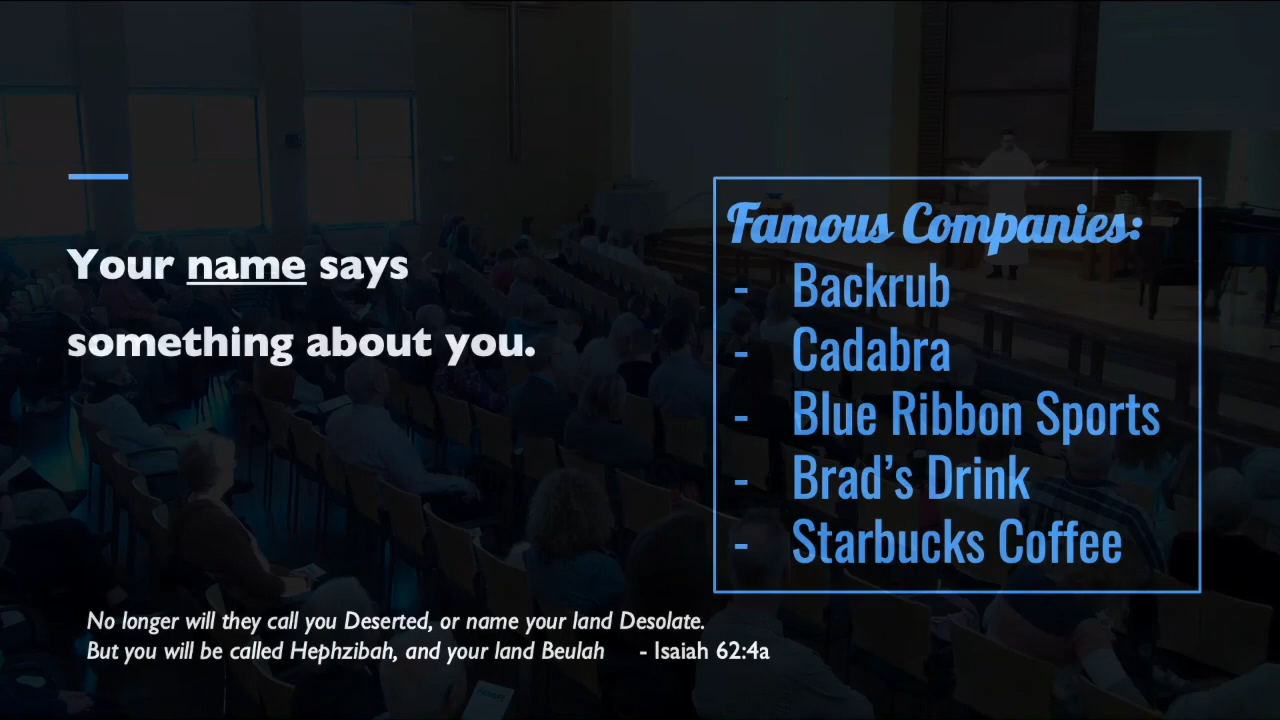 Your name says
something about you.
Famous Companies:
- Backrub
- Cadabra
- Blue Ribbon Sports
- Brad’s Drink
- Starbucks Coffee
No longer will they call you Deserted, or name your land Desolate.
But you will be called Hephzibah, and your land Beulah - Isaiah 62:4a